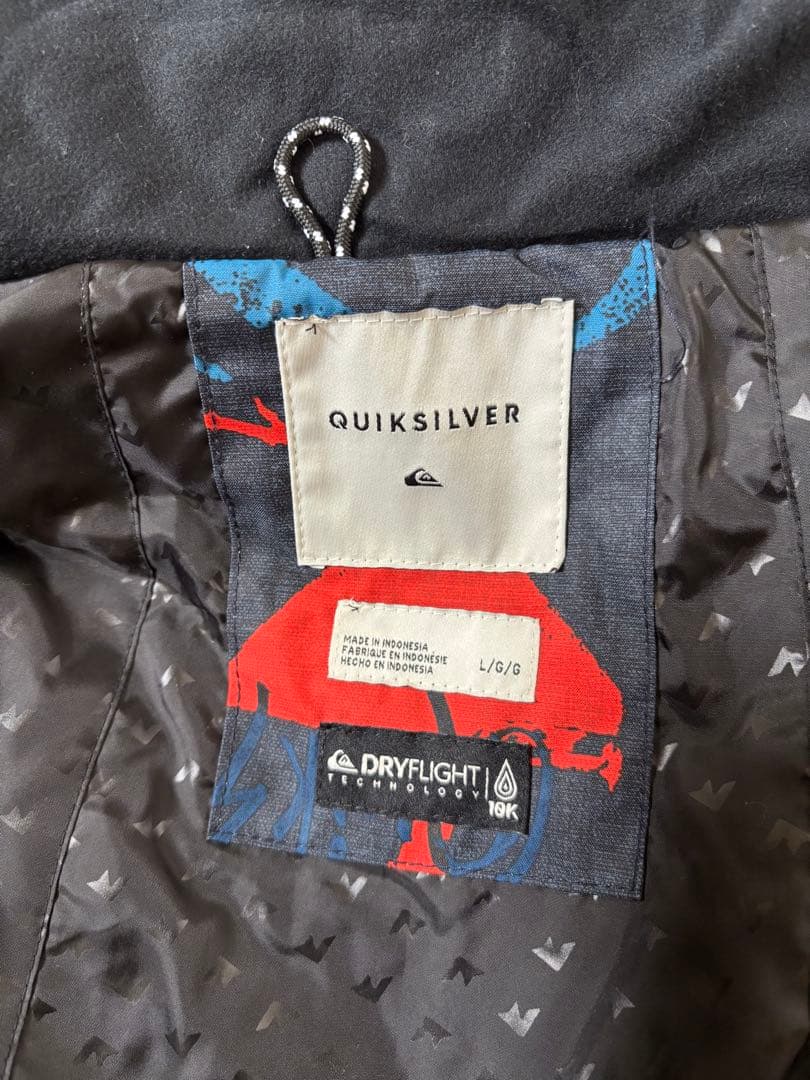 QUIKSILVER
MADE IN INDONESIA
FABRIQUE EN INDONÉSIE
HECHO EN INDONESIA
L/G/G
DRYFLIGHT
TECHNOLOGY
10K